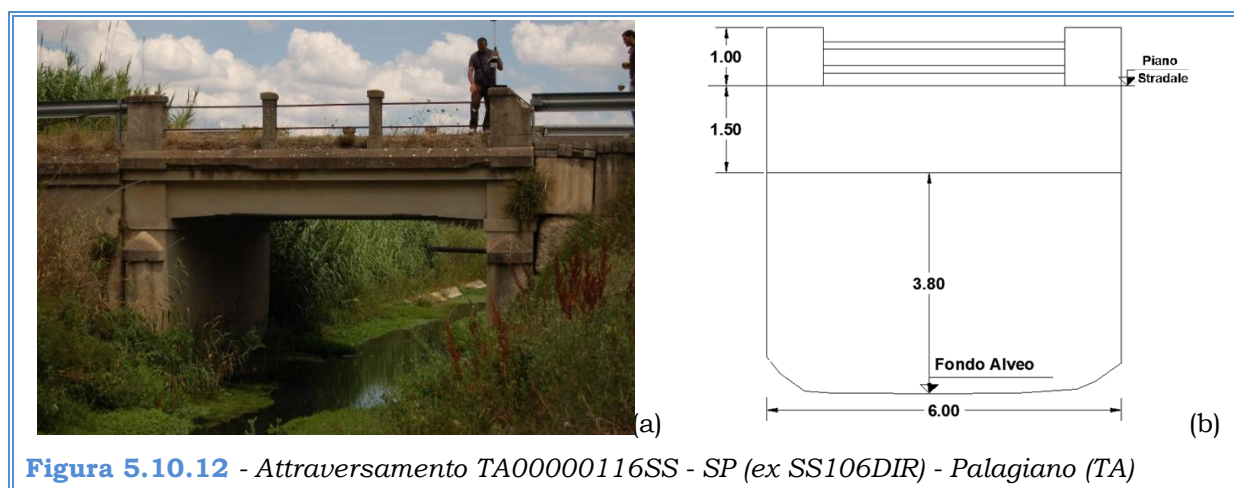 1.00
Piano
Stradale
1.50
3.80
Fondo Alveo
6.00
(a)
(b)
Figura 5.10.12 - Attraversamento TA00000116SS - SP (ex SS106DIR) - Palagiano (TA)